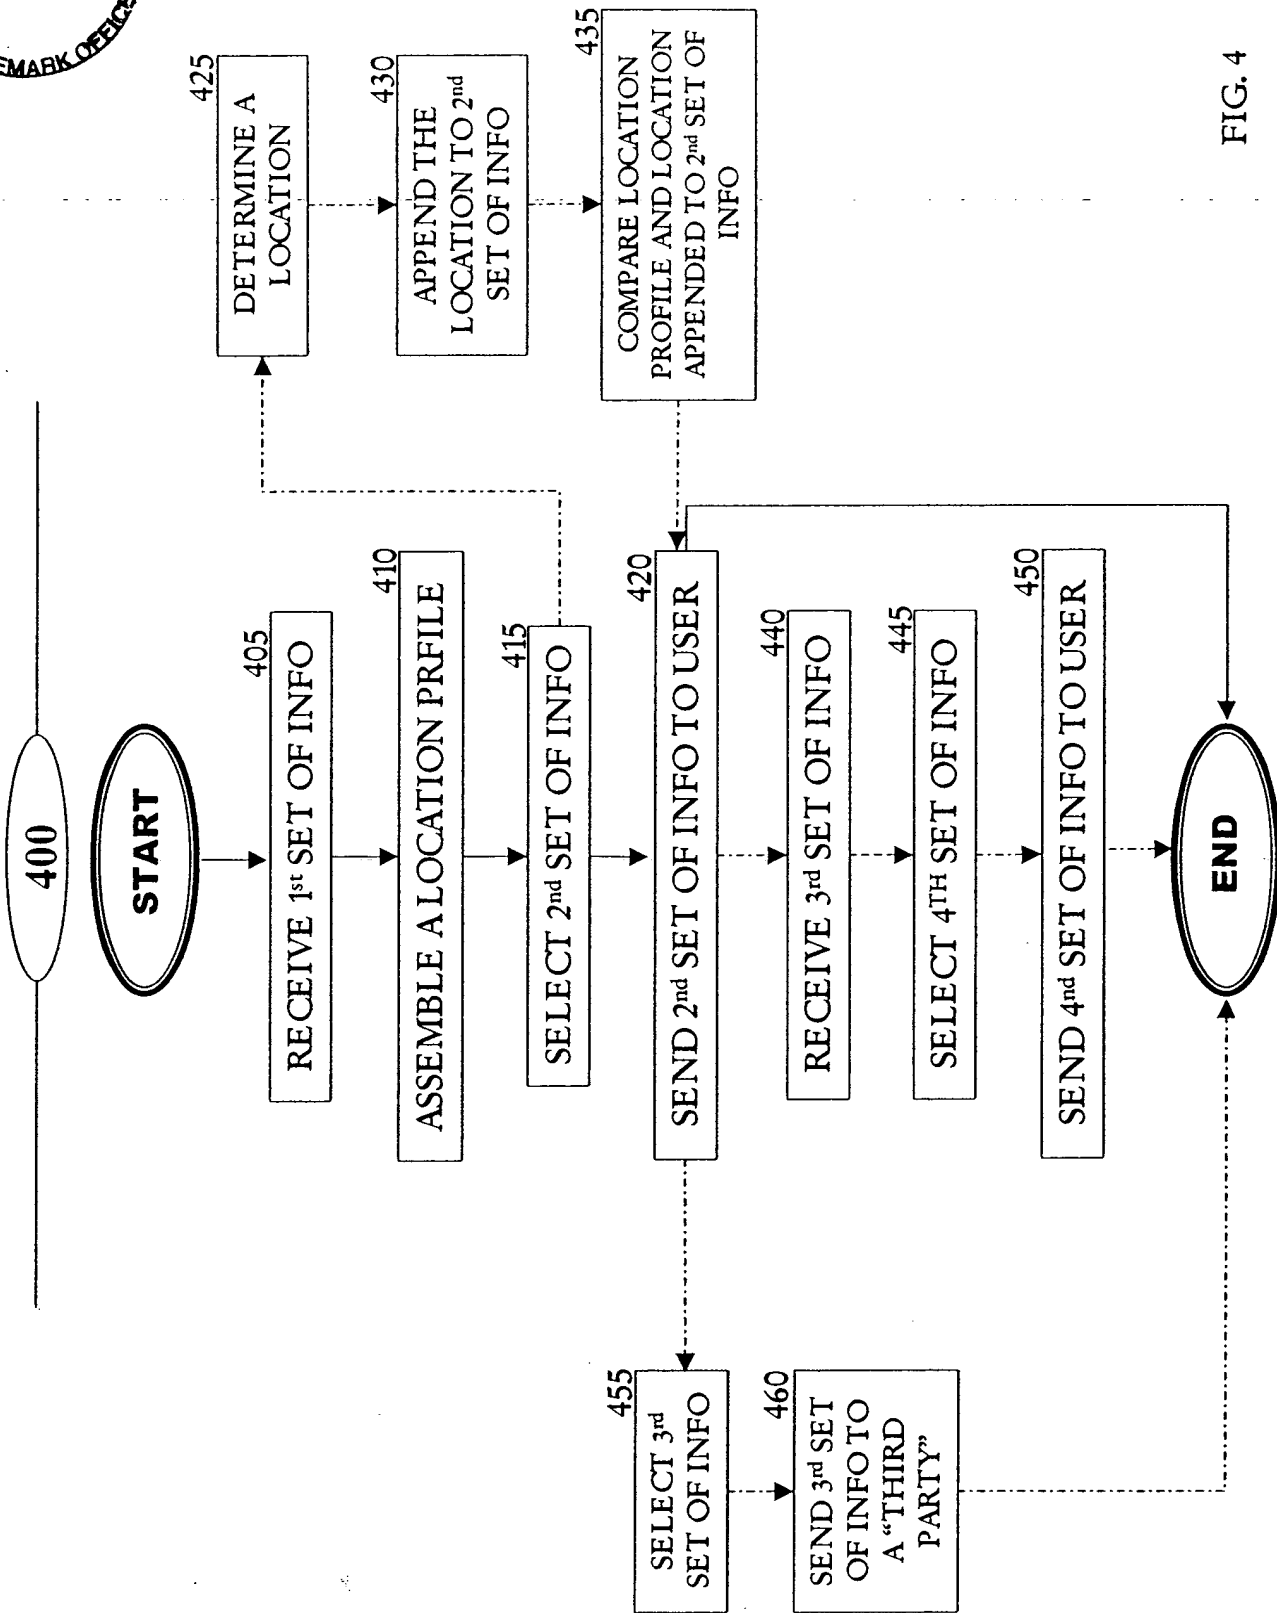 EMARK OFFICE
400
START
405
RECEIVE 1st SET OF INFO
410
ASSEMBLE A LOCATION PRFILE
415
SELECT 2nd SET OF INFO
420
SEND 2nd SET OF INFO TO USER
425
DETERMINE A
LOCATION
430
APPEND THE
LOCATION TO 2nd
SET OF INFO
435
COMPARE LOCATION
PROFILE AND LOCATION
APPENDED TO 2nd SET OF
INFO
440
RECEIVE 3rd SET OF INFO
445
SELECT 4TH SET OF INFO
450
SEND 4nd SET OF INFO TO USER
455
SELECT 3rd
SET OF INFO
460
SEND 3rd SET
OF INFO TO
A “THIRD
PARTY”
END
FIG. 4